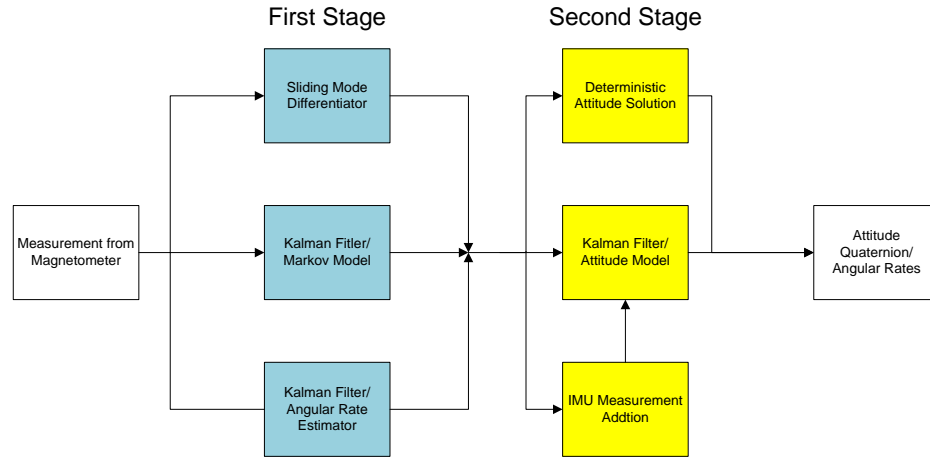 First Stage
Second Stage
Sliding Mode
Differentiator
Deterministic
Attitude Solution
Measurement from
Magnetometer
Kalman Fitler/
Markov Model
Kalman Filter/
Attitude Model
Attitude
Quaternion/
Angular Rates
Kalman Filter/
Angular Rate
Estimator
IMU Measurement
Addtion